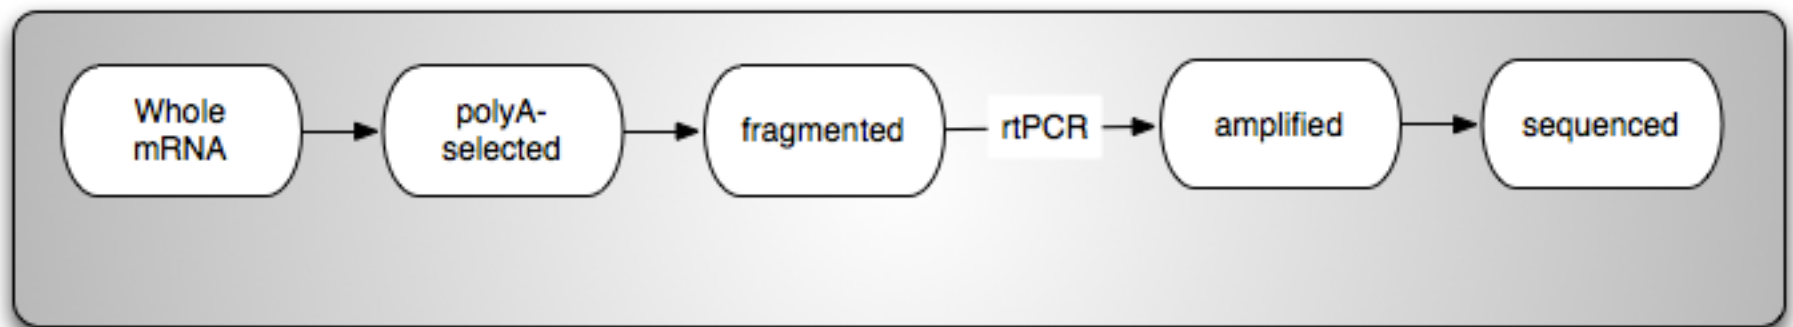 Whole
mRNA
polyA-
selected
fragmented
rtPCR
amplified
sequenced